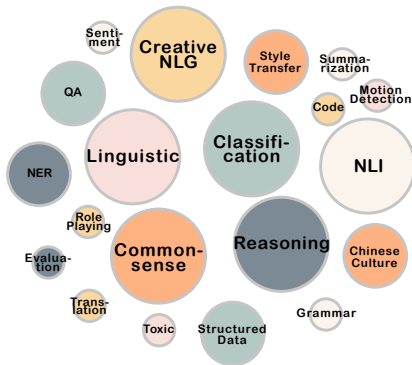 Senti-
ment
Creative
NLG
Style
Transfer
Summa-
rization
QA
Motion
Detection
Code
Linguistic
Classifi-
cation
NLI
NER
Role
Playing
Common-
sense
Reasoning
Evalua-
tion
Chinese
Culture
Trans-
lation
Toxic
Structured
Data
Grammar